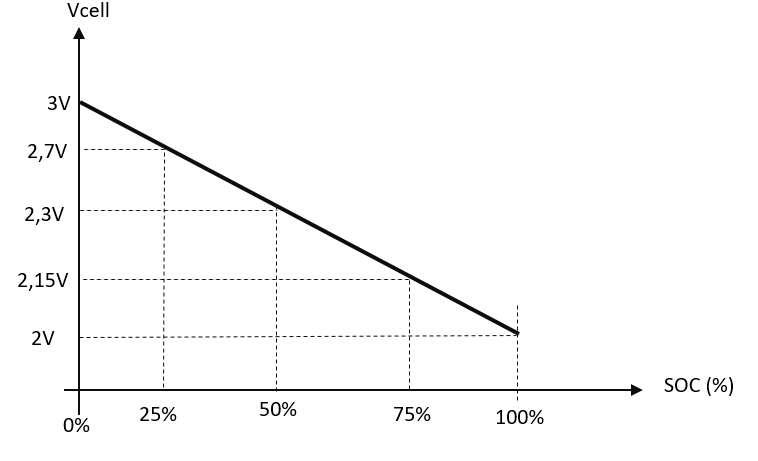 Vcell
3V
2,7V
2,3V
2,15V
2V
0%
25%
50%
75%
100%
SOC (%)